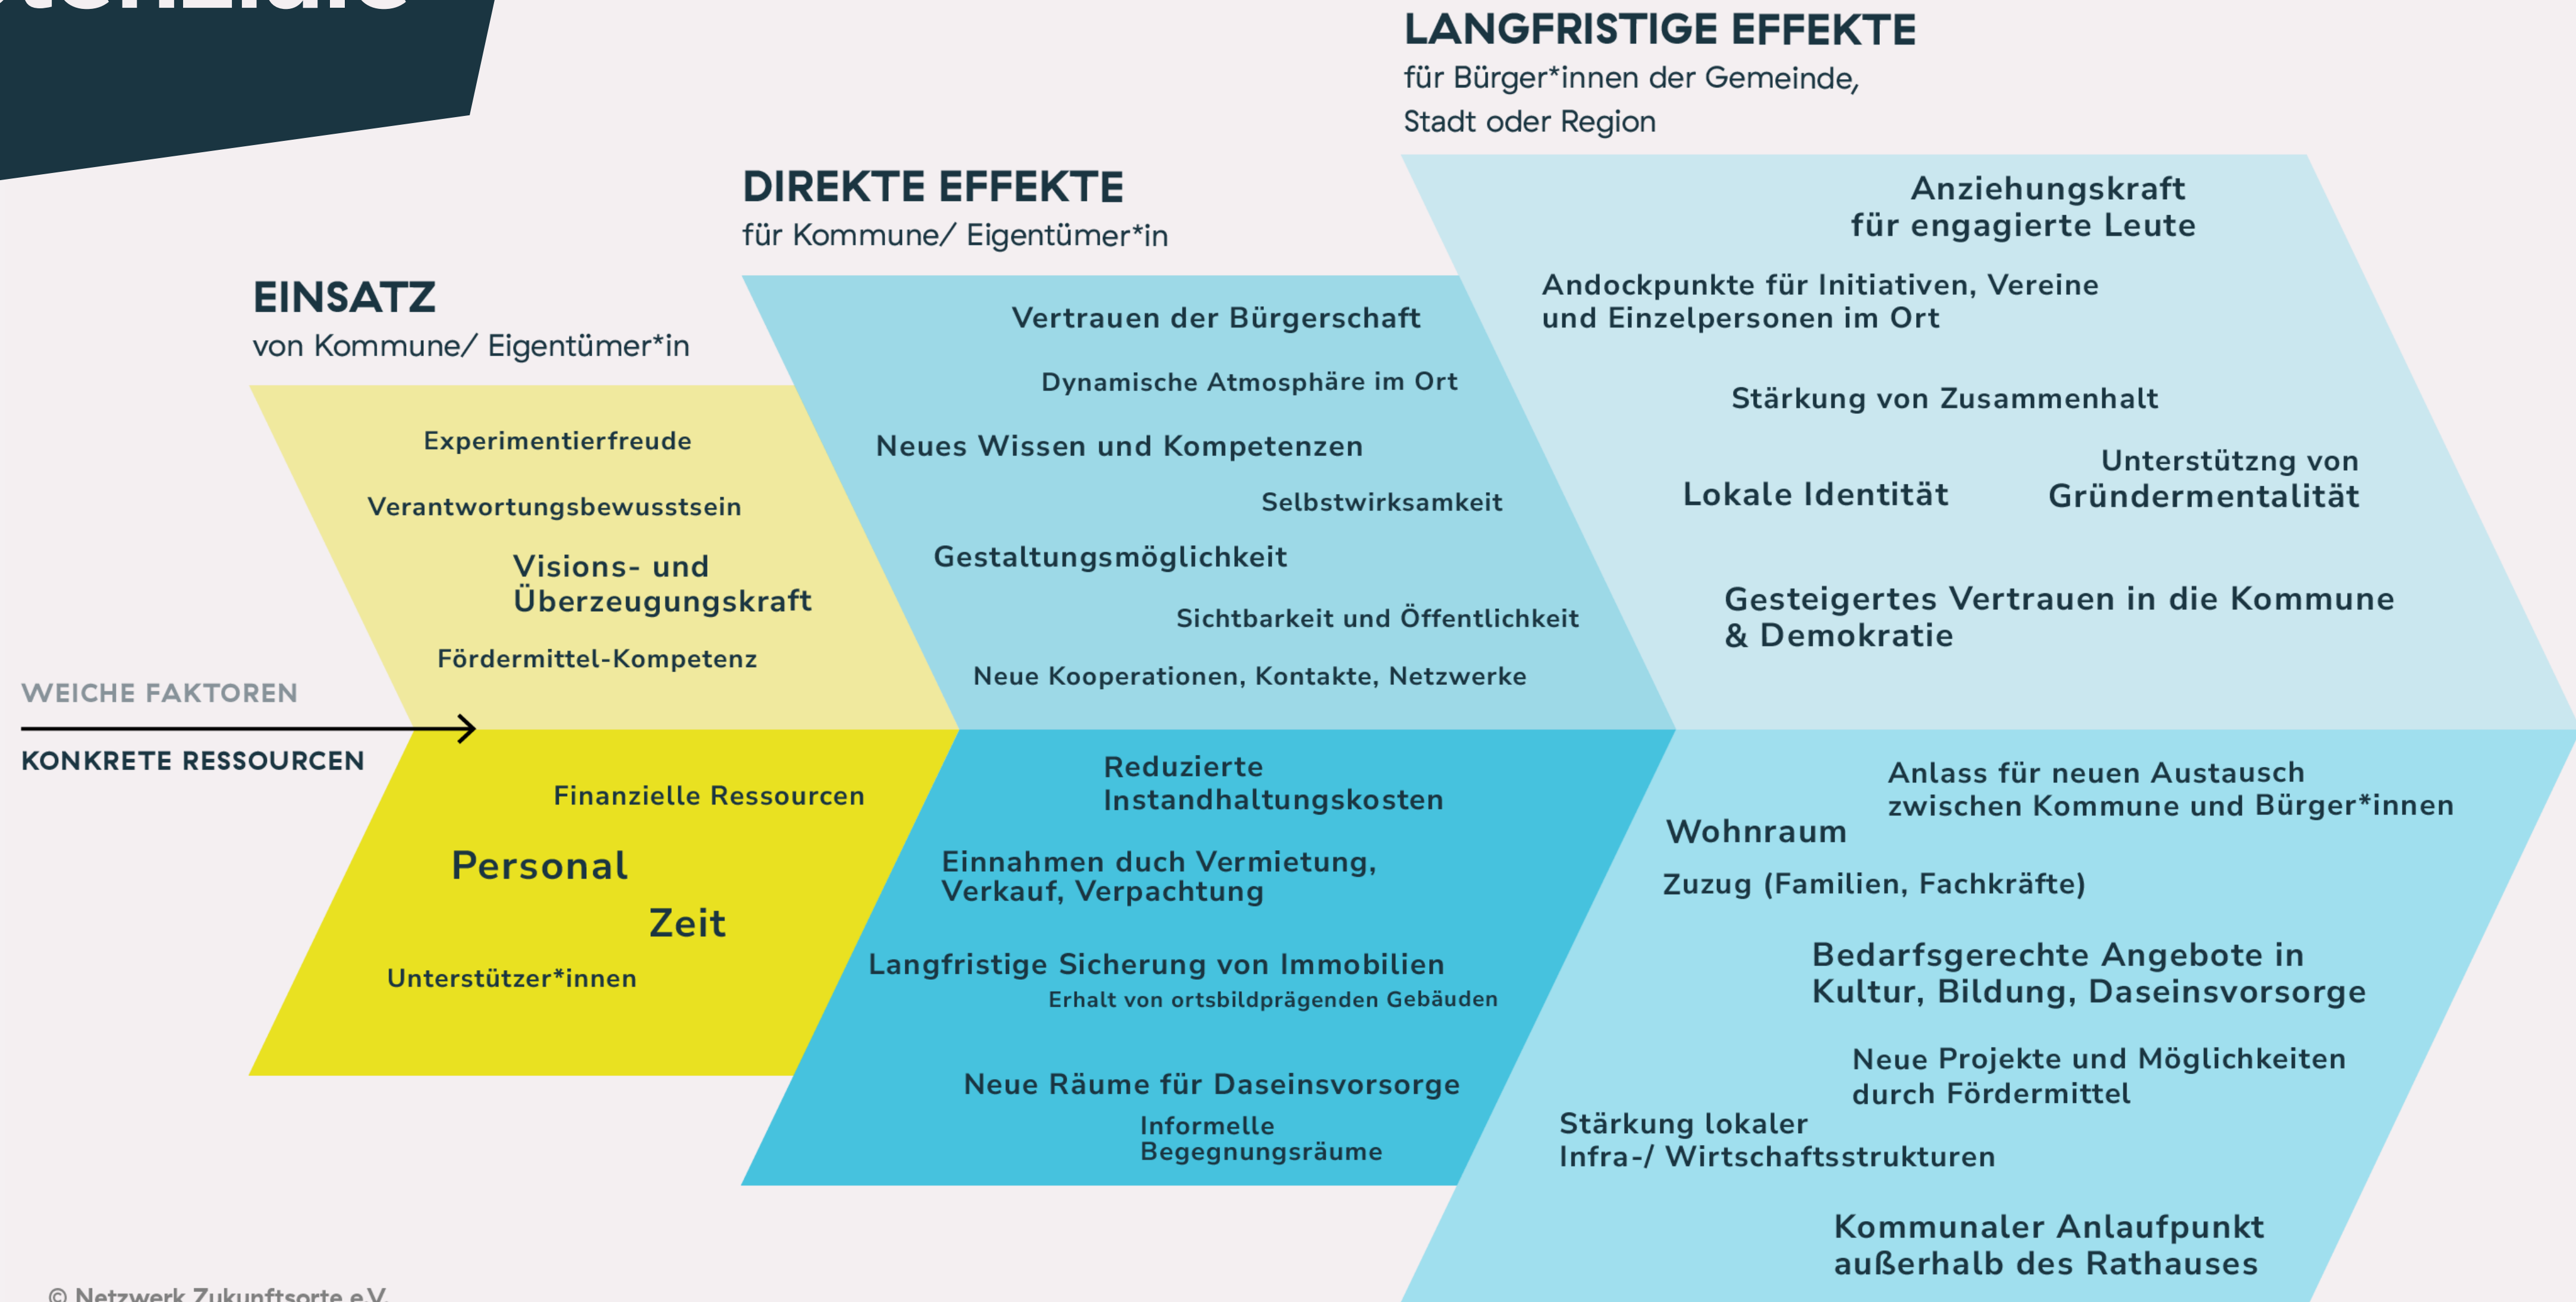 LANGFRISTIGE EFFEKTE
für Bürger*innen der Gemeinde,
Stadt oder Region
DIREKTE EFFEKTE
für Kommune/ Eigentümer*in
EINSATZ
von Kommune/ Eigentümer*in
Experimentierfreude
Verantwortungsbewusstsein
Visions- und
Überzeugungskraft
Fördermittel-Kompetenz
WEICHE FAKTOREN
KONKRETE RESSOURCEN
Finanzielle Ressourcen
Personal
Zeit
Unterstützer*innen
Vertrauen der Bürgerschaft
Dynamische Atmosphäre im Ort
Neues Wissen und Kompetenzen
Selbstwirksamkeit
Gestaltungsmöglichkeit
Sichtbarkeit und Öffentlichkeit
Neue Kooperationen, Kontakte, Netzwerke
Reduzierte
Instandhaltungskosten
Einnahmen duch Vermietung,
Verkauf, Verpachtung
Langfristige Sicherung von Immobilien
Erhalt von ortsbildprägenden Gebäuden
Neue Räume für Daseinsvorsorge
Informelle
Begegnungsräume
Anziehungskraft
für engagierte Leute
Andockpunkte für Initiativen, Vereine
und Einzelpersonen im Ort
Stärkung von Zusammenhalt
Unterstützng von
Gründermentalität
Lokale Identität
Gesteigertes Vertrauen in die Kommune
& Demokratie
Anlass für neuen Austausch
zwischen Kommune und Bürger*innen
Wohnraum
Zuzug (Familien, Fachkräfte)
Bedarfsgerechte Angebote in
Kultur, Bildung, Daseinsvorsorge
Neue Projekte und Möglichkeiten
durch Fördermittel
Stärkung lokaler
Infra-/ Wirtschaftsstrukturen
Kommunaler Anlaufpunkt
außerhalb des Rathauses
© Netzwerk Zukunftsorte e.V.